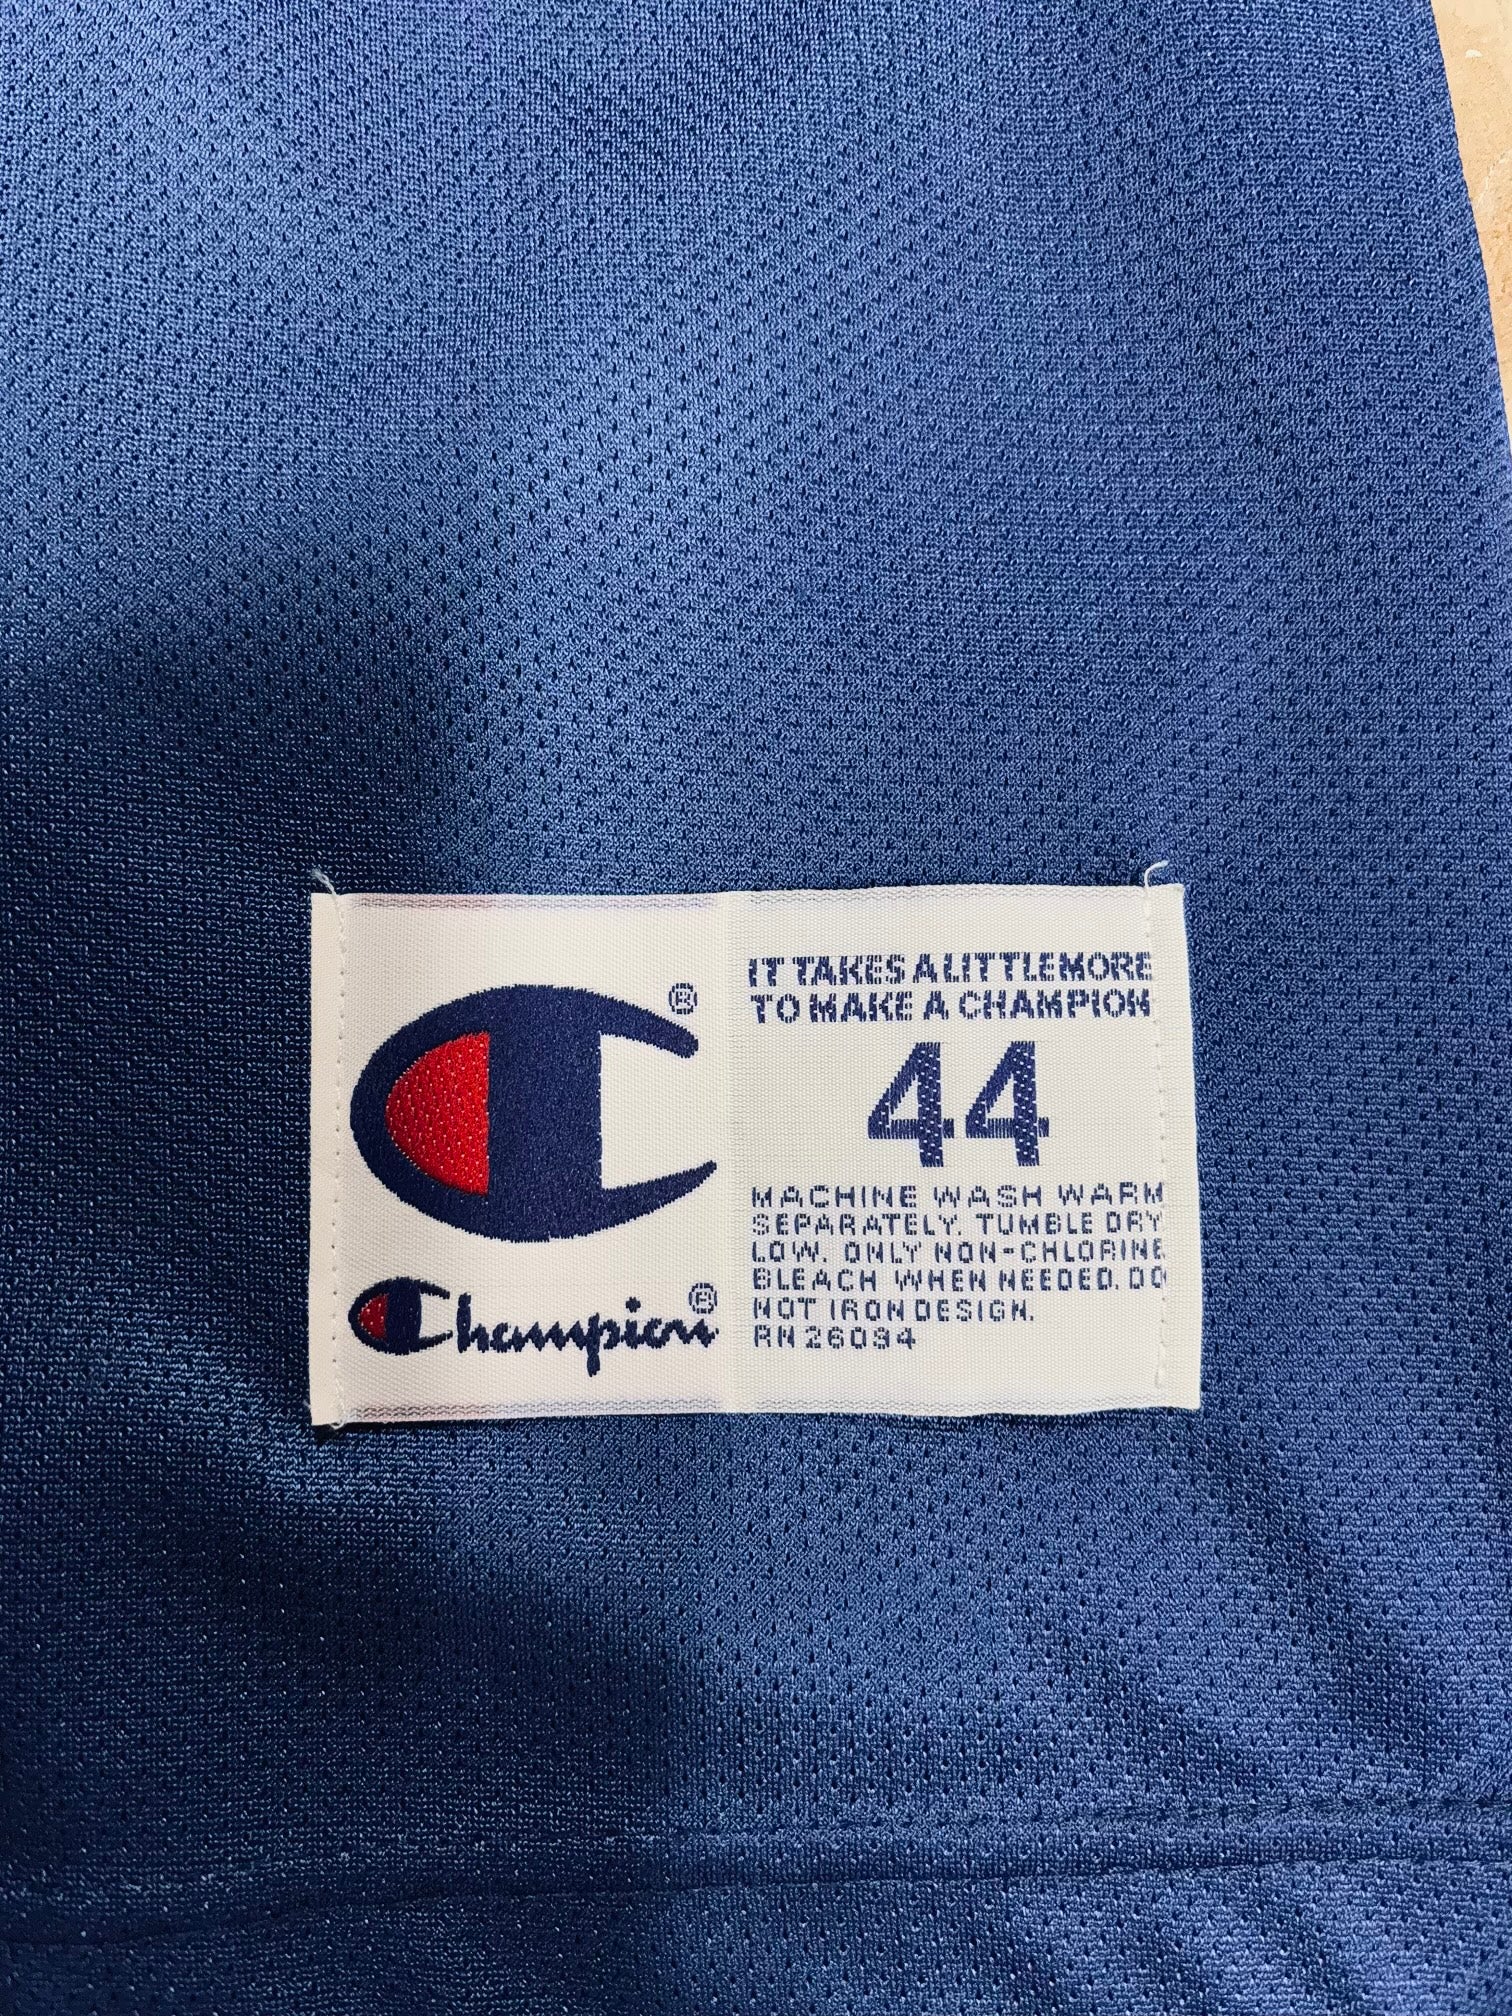 ®
Champion®
IT TAKES A LITTLE MORE
TO MAKE A CHAMPION
44
MACHINE WASH WARM
SEPARATELY. TUMBLE DRY
LOW. ONLY NON-CHLORINE
BLEACH WHEN NEEDED. DO
NOT IRON DESIGN.
RN 26094